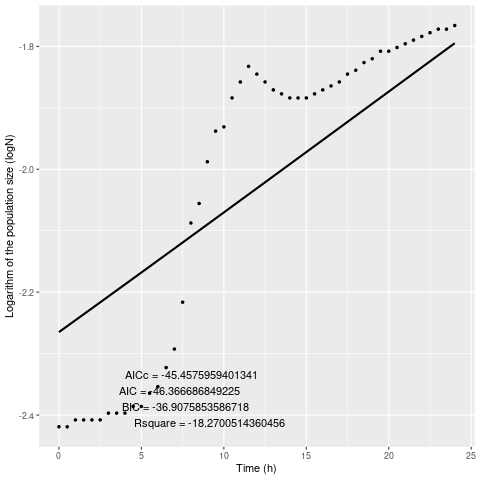 -1.8
-2.0
-2.2
-2.4
Logarithm of the population size (logN)
AICc = -45.4575959401341
AIC = -46.366686849225
BIC = -36.9075853586718
Rsquare = -18.2700514360456
0
5
10
15
20
25
Time (h)